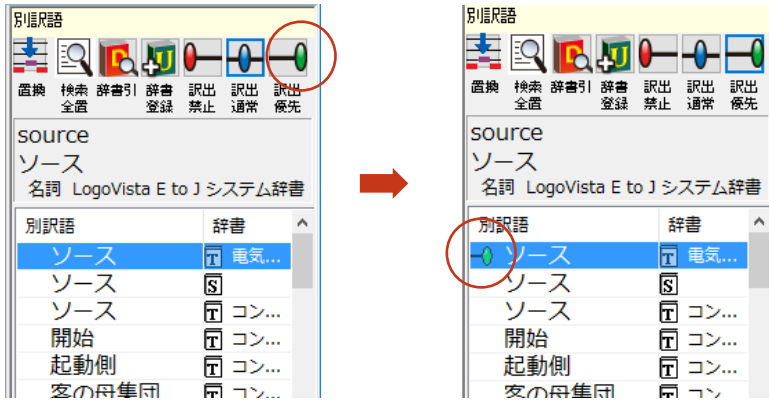 別訳語
置換 検索全置 辞書引 辞書登録 訳出禁止 訳出通常 訳出優先
source
ソース
名詞 LogoVista E to J システム辞書
別訳語 辞書
ソース T 電気...
ソース S
ソース T コン...
開始 T コン...
起動側 T コン...
客の母集団 T コン...
別訳語
置換 検索全置 辞書引 辞書登録 訳出禁止 訳出通常 訳出優先
source
ソース
名詞 LogoVista E to J システム辞書
別訳語 辞書
ソース T 電気...
ソース S
ソース T コン...
開始 T コン...
起動側 T コン...
客の母集団 T コン...